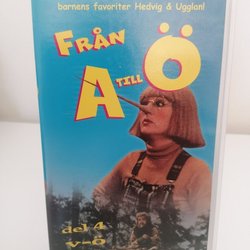 barnens favoriter Hedvig & Ugglan!
FRÅN
A TILL Ö
del 4
V-Ö